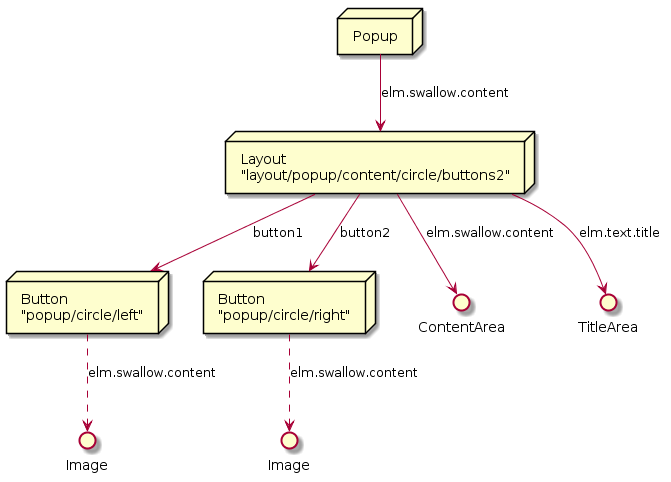 Popup
elm.swallow.content
Layout
"layout/popup/content/circle/buttons2"
button1
button2
elm.swallow.content
elm.text.title
Button
"popup/circle/left"
Button
"popup/circle/right"
ContentArea
TitleArea
elm.swallow.content
elm.swallow.content
Image
Image